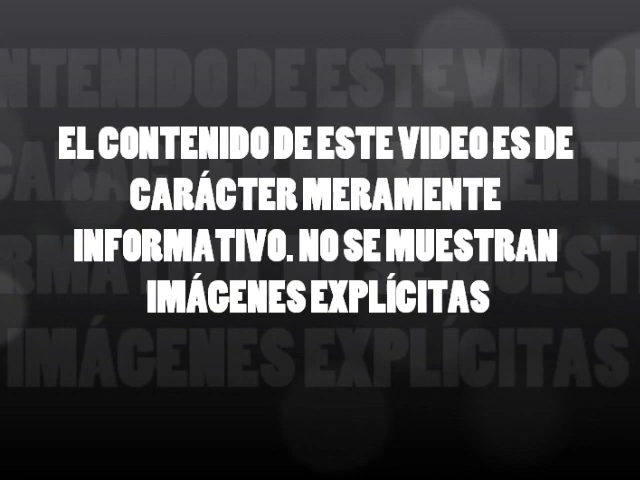 EL CONTENIDO DE ESTE VIDEO ES DE
CARÁCTER MERAMENTE
INFORMATIVO. NO SE MUESTRAN
IMÁGENES EXPLÍCITAS